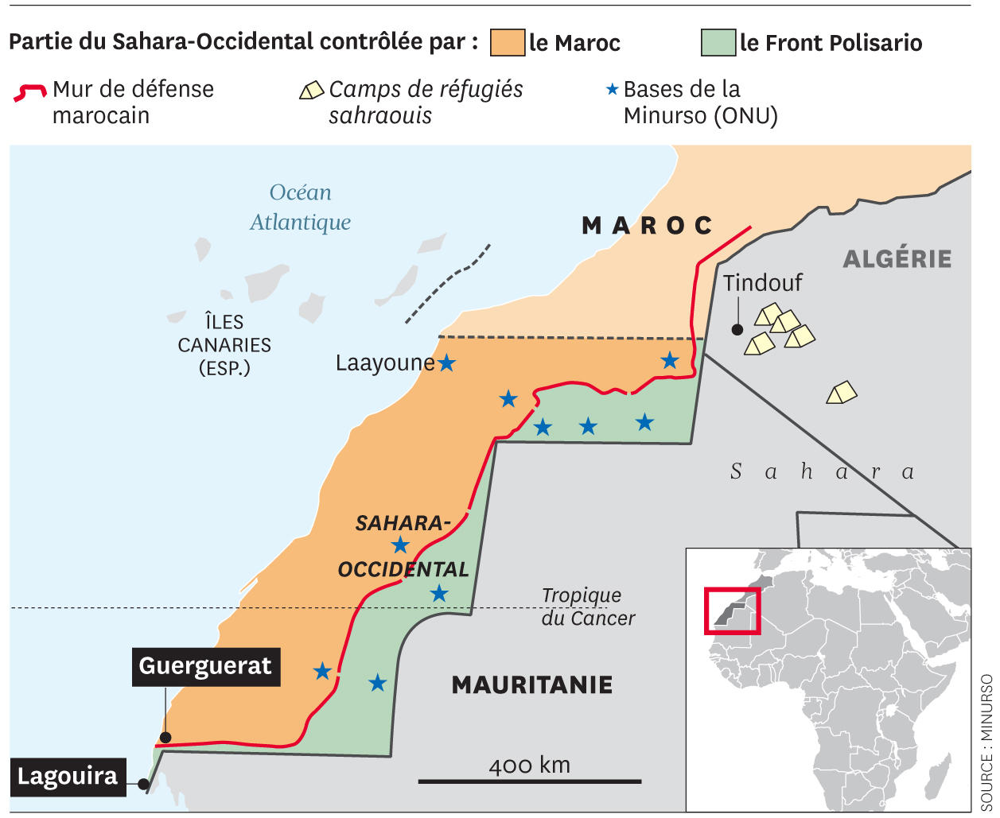 Partie du Sahara-Occidental contrôlée par : le Maroc le Front Polisario
Mur de défense
marocain
Camps de réfugiés
sahraouis
Bases de la
Minurso (ONU)
Océan
Atlantique
MAROC
ALGÉRIE
Tindouf
ÎLES
CANARIES
(ESP.)
Laayoune
Sahara
SAHARA-
OCCIDENTAL
Tropique
du Cancer
Guerguerat
MAURITANIE
Lagouira
400 km
SOURCE : MINURSO